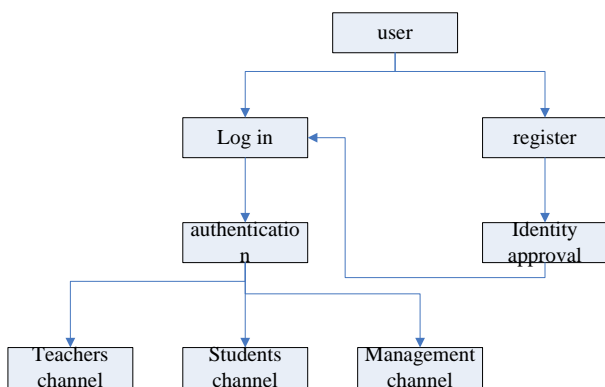 user
Log in
register
authenticatio
n
Identity
approval
Teachers
channel
Students
channel
Management
channel